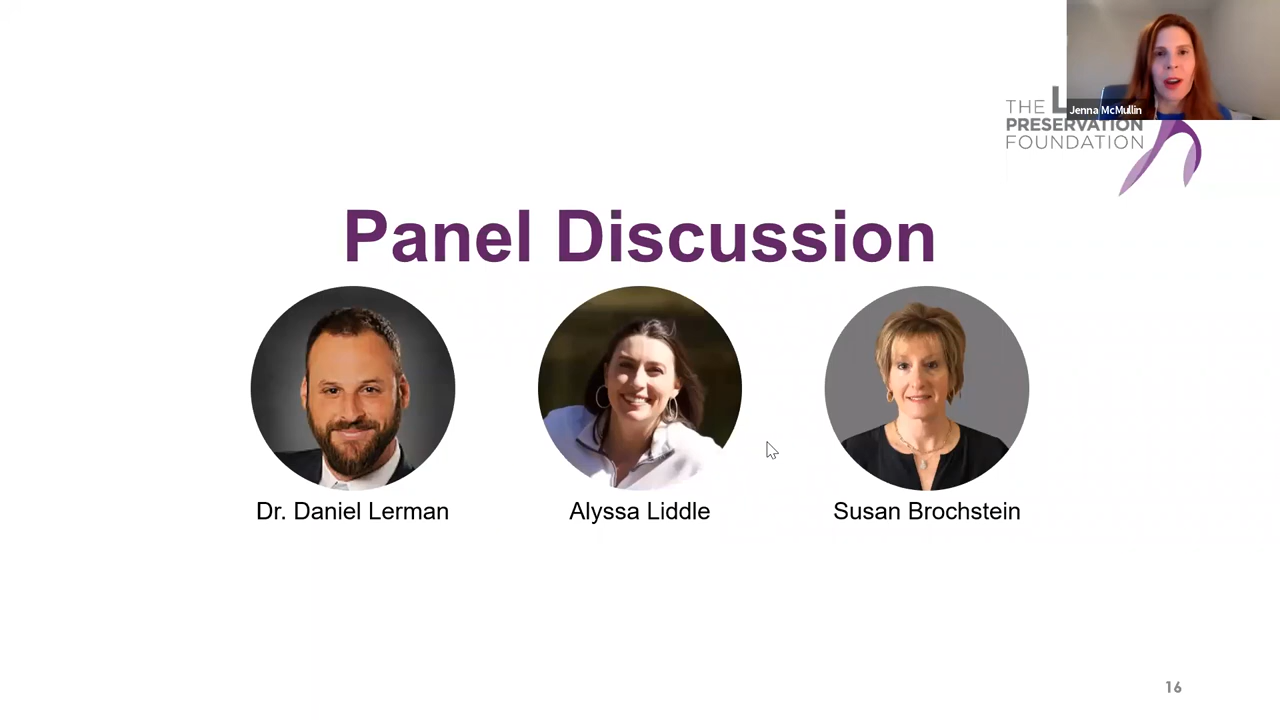 Jenna McMullin
THE L
PRESERVATION
FOUNDATION
Panel Discussion
Dr. Daniel Lerman
Alyssa Liddle
Susan Brochstein
16